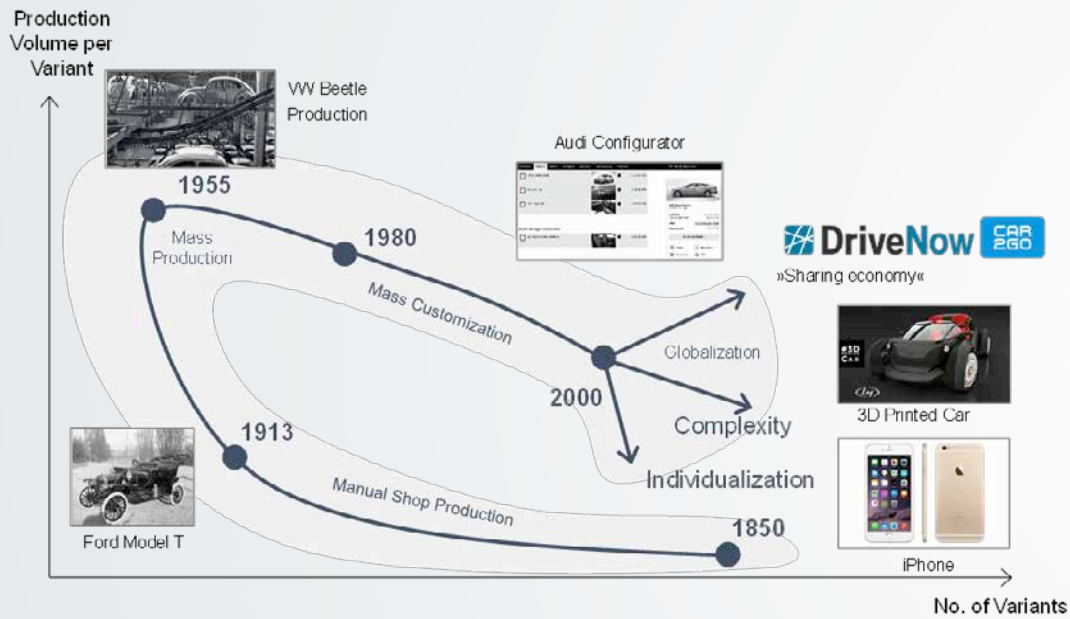 Production
Volume per
Variant
VW Beetle
Production
Audi Configurator
1955
1980
Mass
Production
Mass Customization
DriveNow
CAR
2GO
»Sharing economy«
Globalization
2000
#3D
CAR
3D Printed Car
Complexity
1913
Individualization
Manual Shop Production
1850
Ford Model T
iPhone
No. of Variants